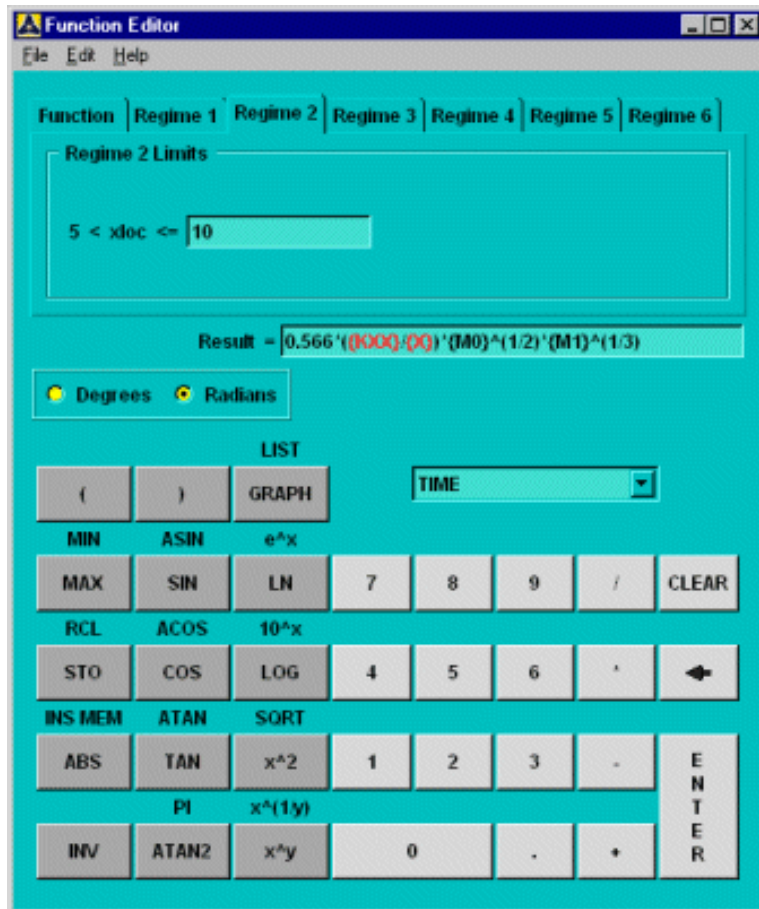 Function Editor
File Edit Help
Function Regime 1 Regime 2 Regime 3 Regime 4 Regime 5 Regime 6
Regime 2 Limits
5 < xloc <= 10
Result = 0.566*({KXX}/{X})*{M0}^(1/2)*{M1}^(1/3)
Degrees Radians
LIST
( ) GRAPH TIME
MIN ASIN e^x
MAX SIN LN 7 8 9 / CLEAR
RCL ACOS 10^x
STO COS LOG 4 5 6 ^
INS MEM ATAN SQRT
ABS TAN x^2 1 2 3 - ENTER
PI x^(1/y)
INV ATAN2 x^y 0 . +